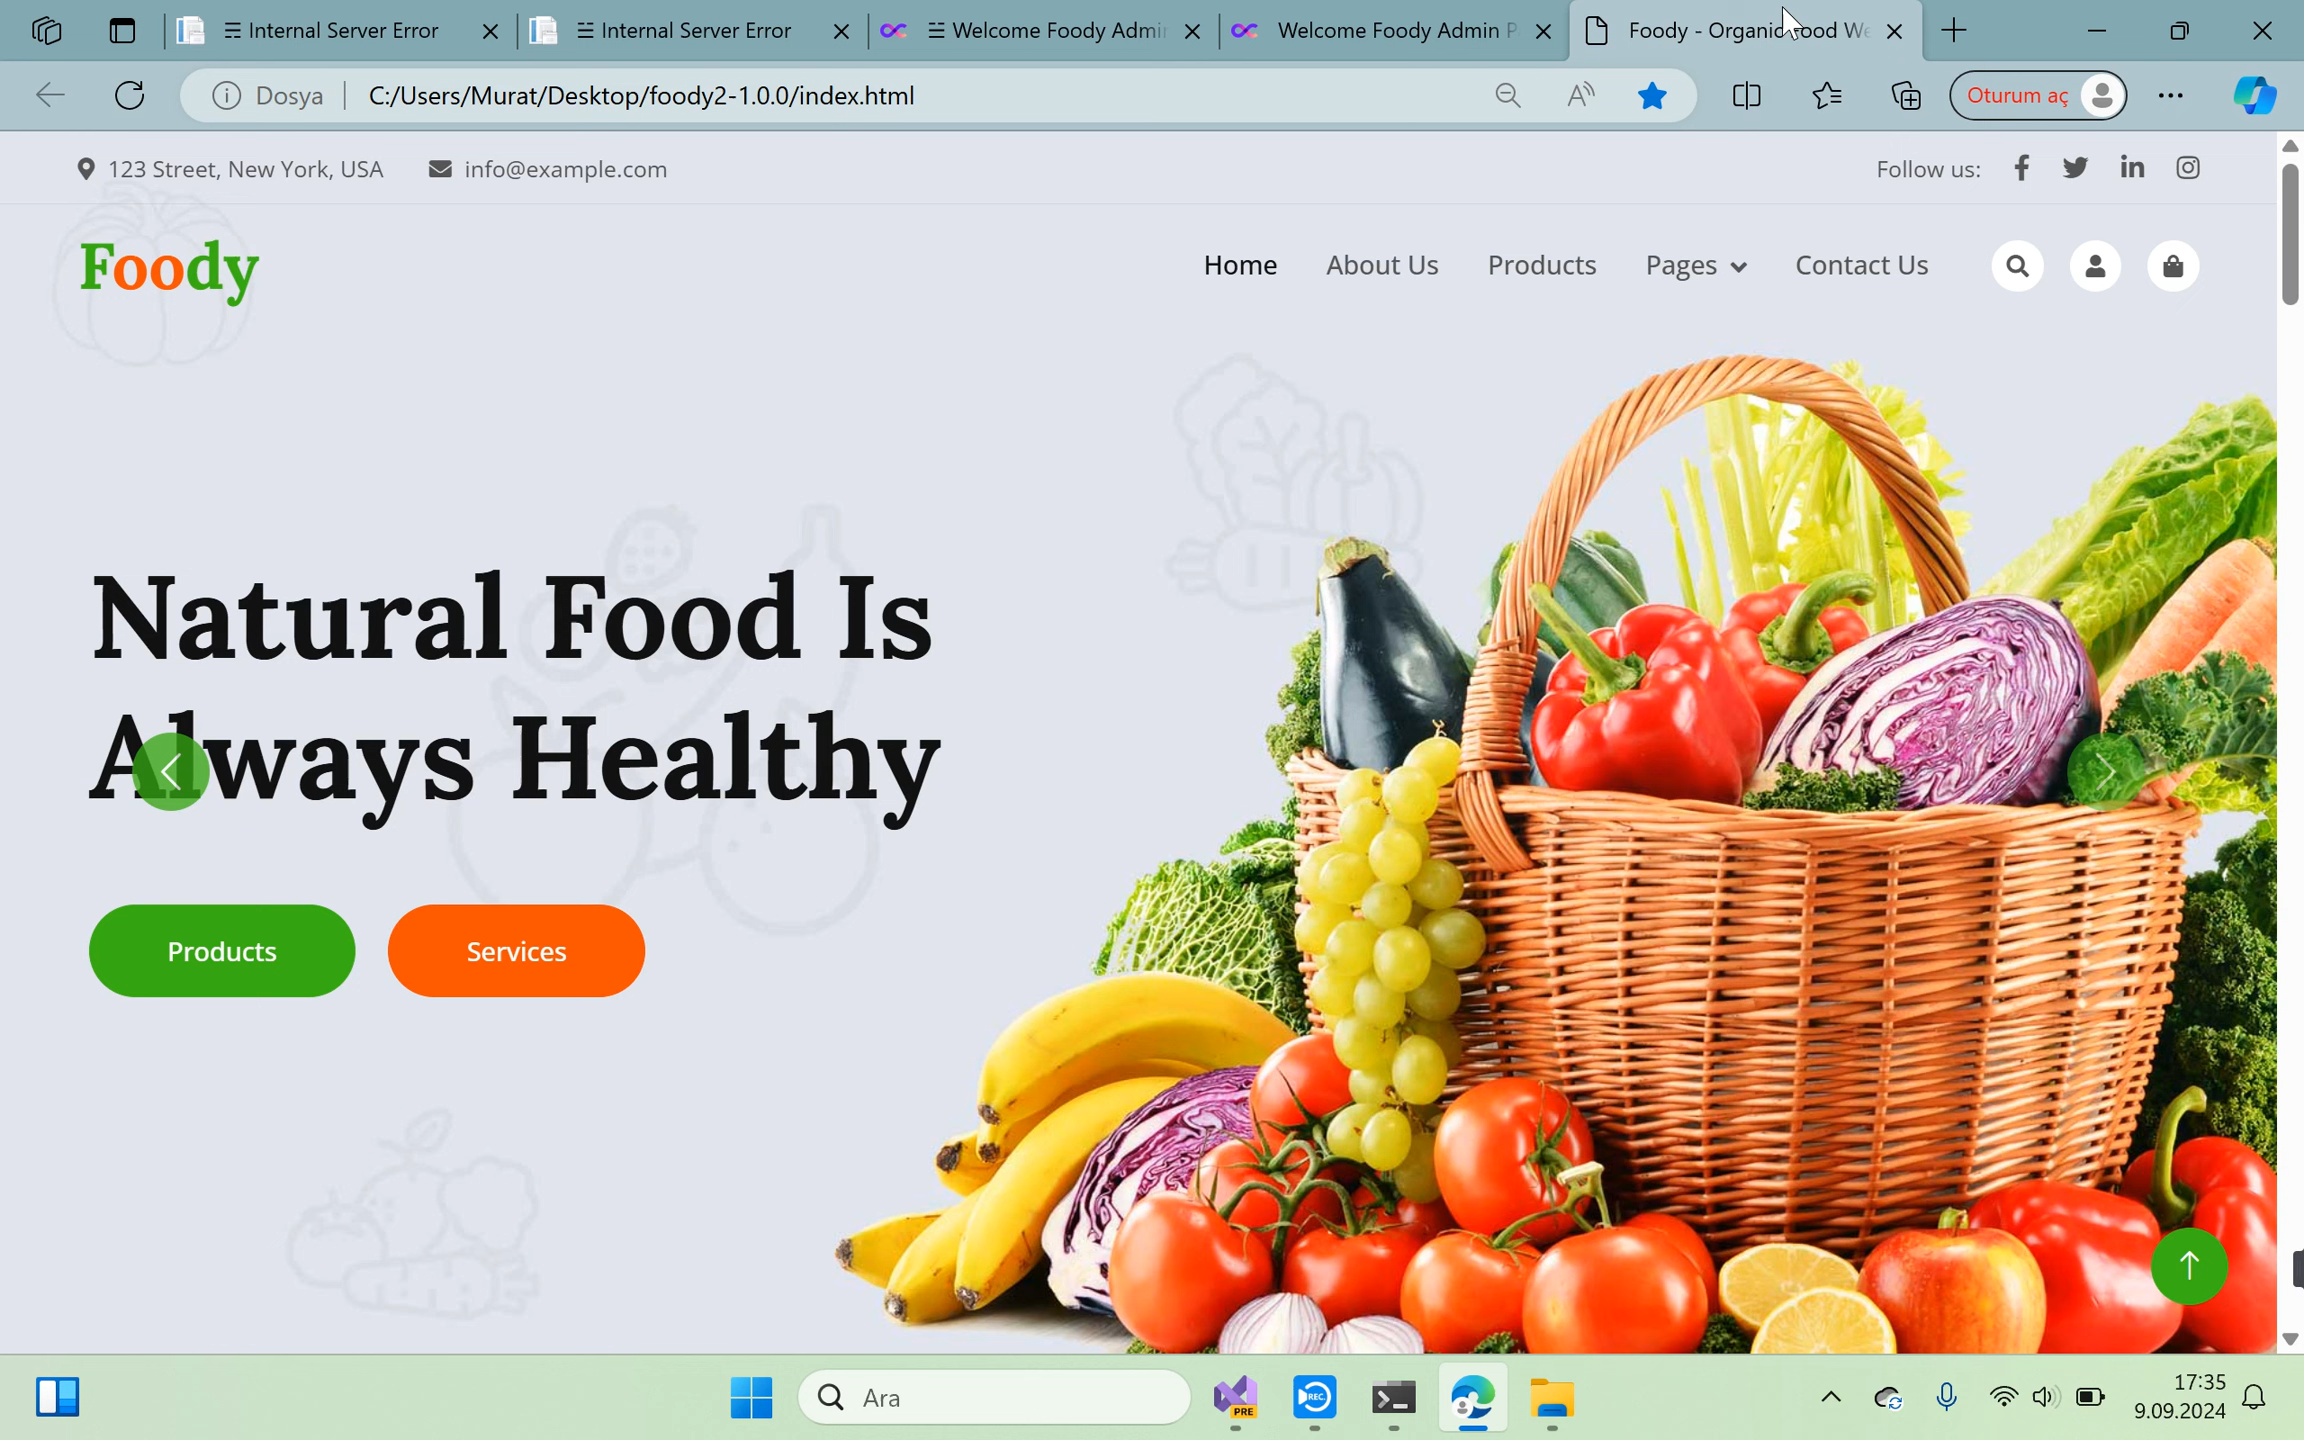 ☵ Internal Server Error
☵ Internal Server Error
☵ Welcome Foody Admi
Welcome Foody Admin P
Foody - Organic Food We
Dosya
C:/Users/Murat/Desktop/foody2-1.0.0/index.html
Oturum aç
123 Street, New York, USA
info@example.com
Follow us:
Foody
Home
About Us
Products
Pages
Contact Us
Natural Food Is
Always Healthy
Products
Services
Ara
PRE
REC.
17:35
9.09.2024